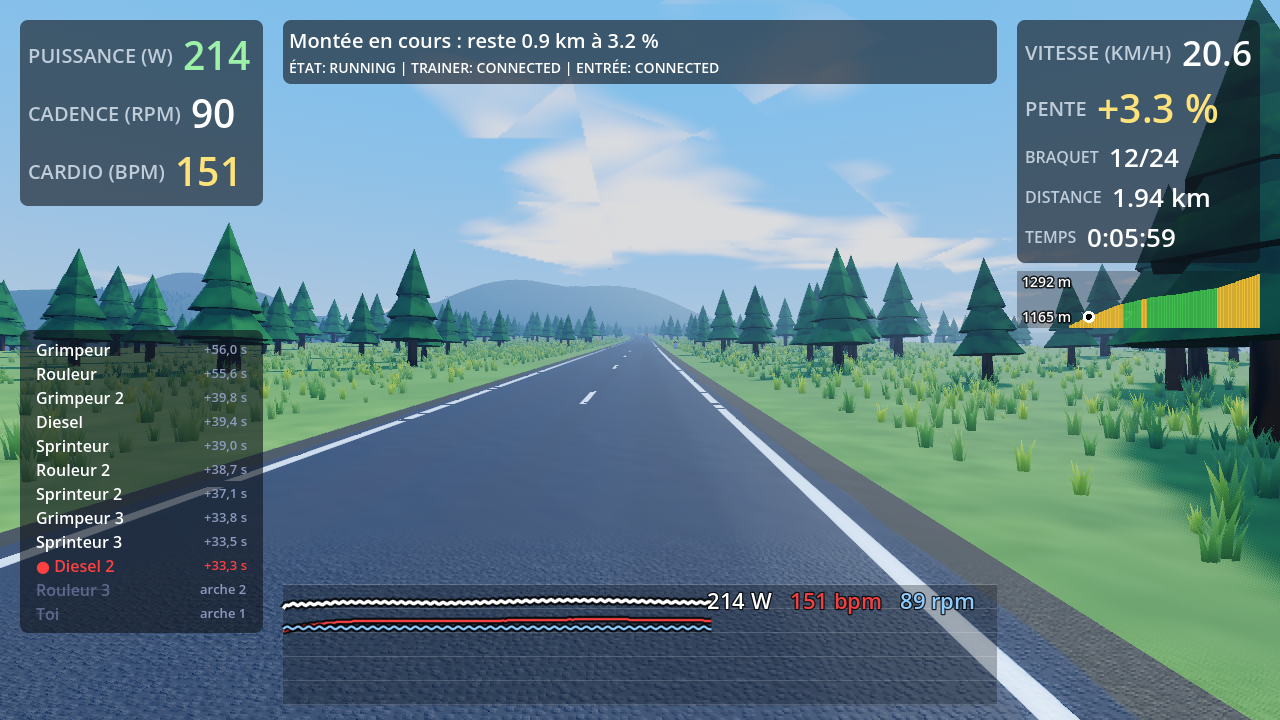 PUISSANCE (W) 214
CADENCE (RPM) 90
CARDIO (BPM) 151
Montée en cours : reste 0.9 km à 3.2 %
ÉTAT: RUNNING | TRAINER: CONNECTED | ENTRÉE: CONNECTED
VITESSE (KM/H) 20.6
PENTE +3.3 %
BRAQUET 12/24
DISTANCE 1.94 km
TEMPS 0:05:59
1292 m
1165 m
Grimpeur +56,0 s
Rouleur +55,6 s
Grimpeur 2 +39,8 s
Diesel +39,4 s
Sprinteur +39,0 s
Rouleur 2 +38,7 s
Sprinteur 2 +37,1 s
Grimpeur 3 +33,8 s
Sprinteur 3 +33,5 s
Diesel 2 +33,3 s
Rouleur 3 arche 2
Toi arche 1
214 W 151 bpm 89 rpm